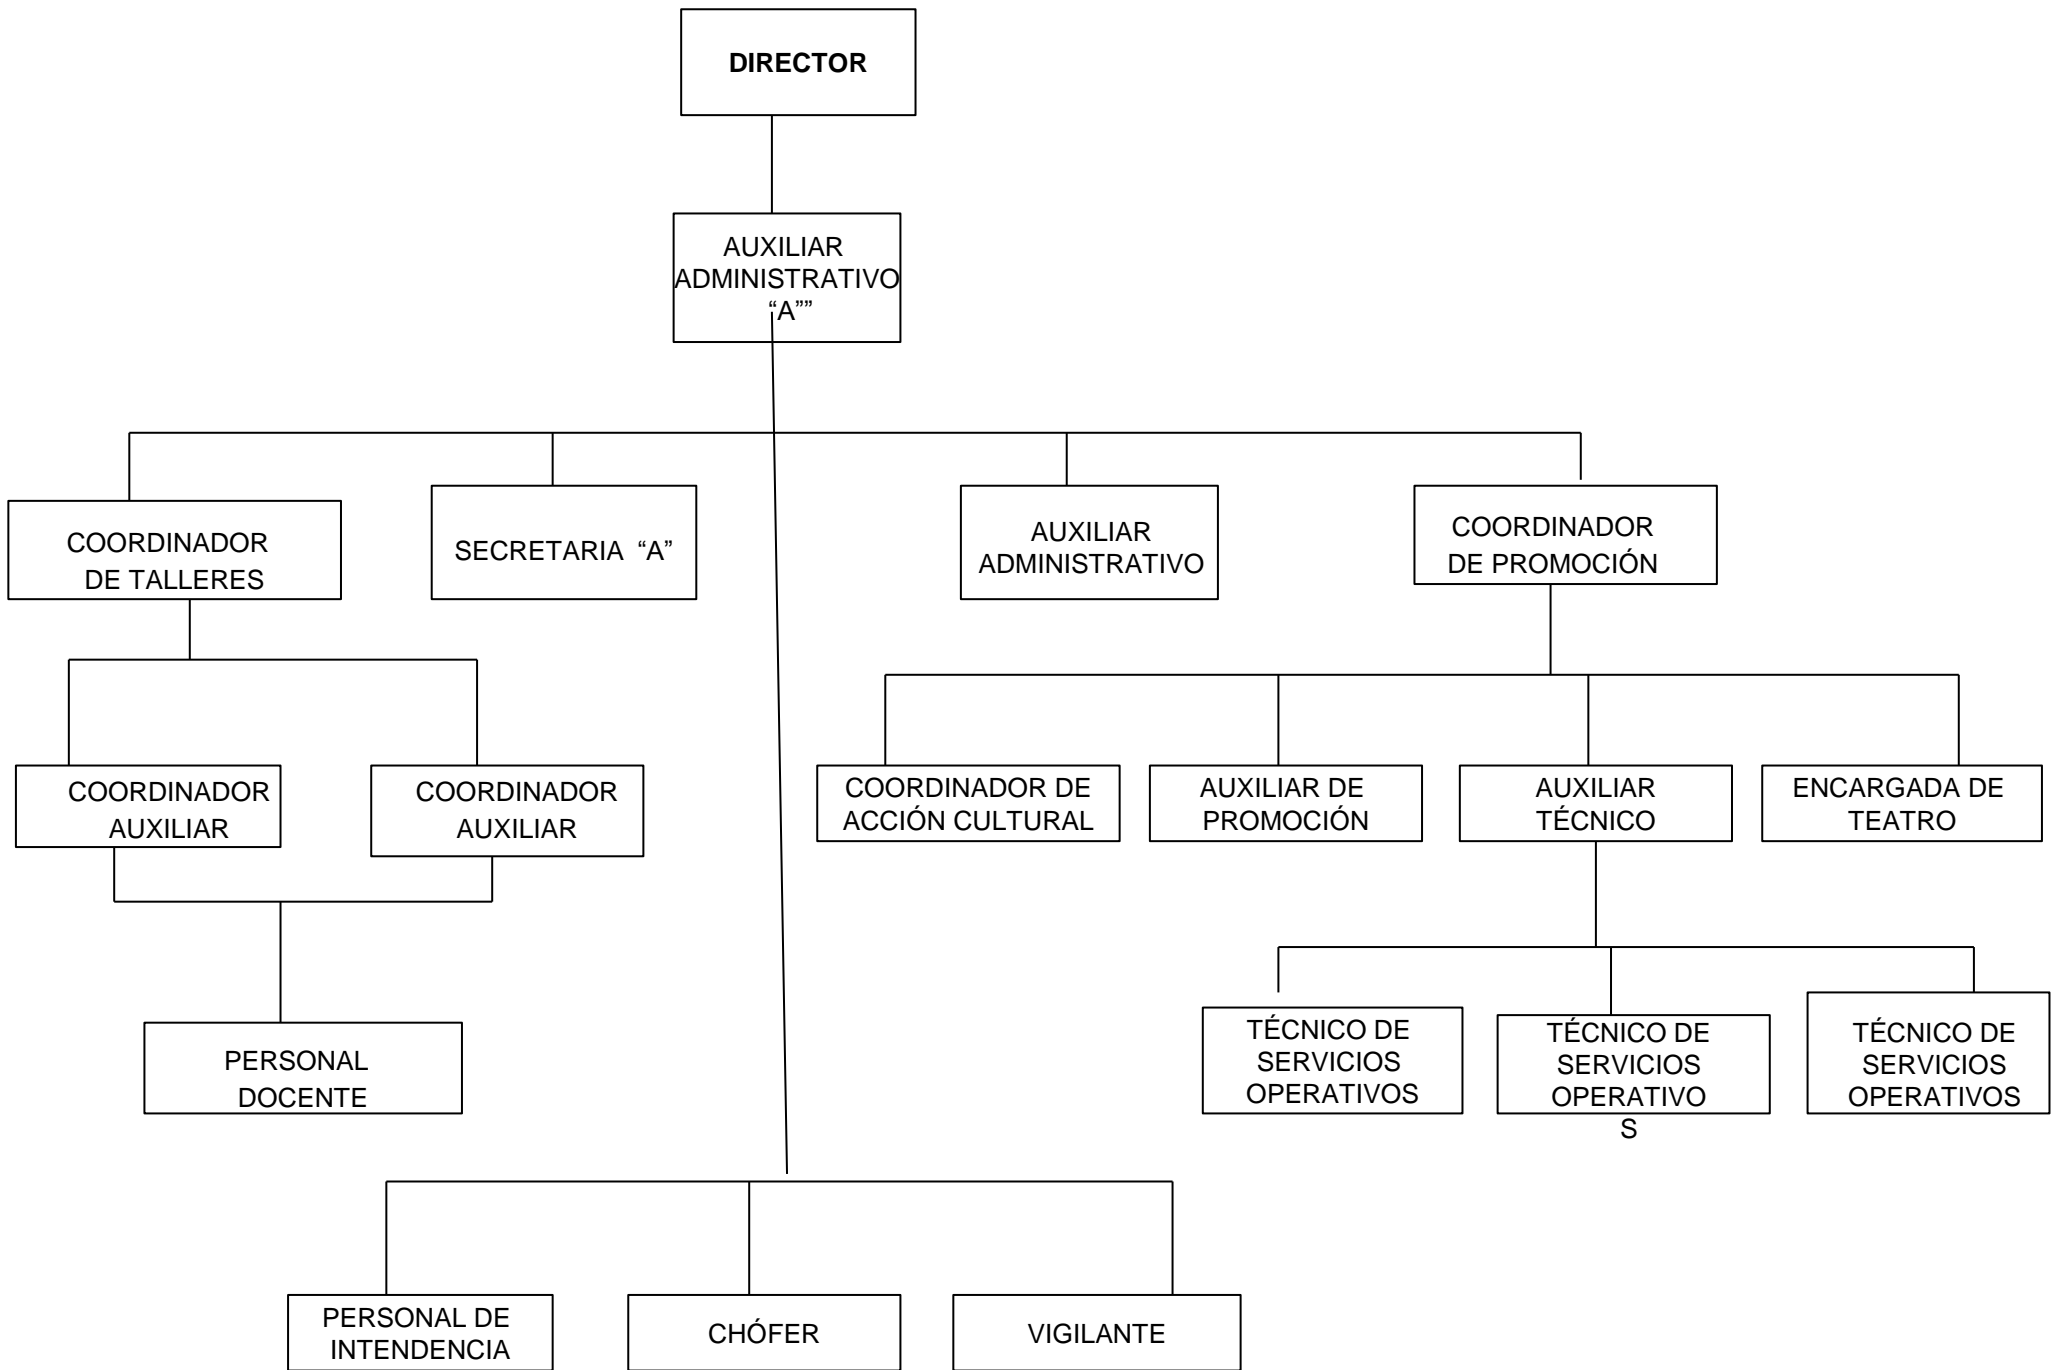 DIRECTOR
AUXILIAR
ADMINISTRATIVO
“A””
COORDINADOR
DE TALLERES
SECRETARIA “A”
AUXILIAR
ADMINISTRATIVO
COORDINADOR
DE PROMOCIÓN
COORDINADOR
AUXILIAR
COORDINADOR
AUXILIAR
COORDINADOR DE
ACCIÓN CULTURAL
AUXILIAR DE
PROMOCIÓN
AUXILIAR
TÉCNICO
ENCARGADA DE
TEATRO
PERSONAL
DOCENTE
TÉCNICO DE
SERVICIOS
OPERATIVOS
TÉCNICO DE
SERVICIOS
OPERATIVO
S
TÉCNICO DE
SERVICIOS
OPERATIVOS
PERSONAL DE
INTENDENCIA
CHÓFER
VIGILANTE